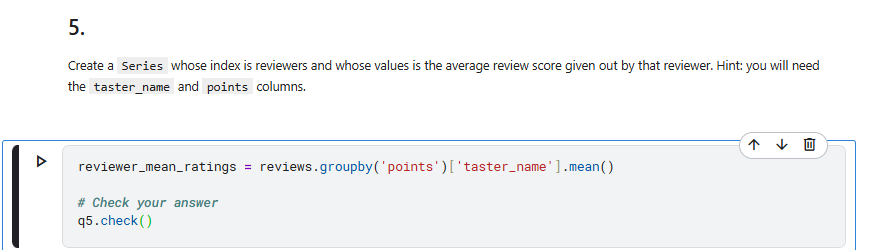 5.
Create a Series whose index is reviewers and whose values is the average review score given out by that reviewer. Hint: you will need
the taster_name and points columns.
reviewer_mean_ratings = reviews.groupby('points')['taster_name'].mean()
# Check your answer
q5.check()